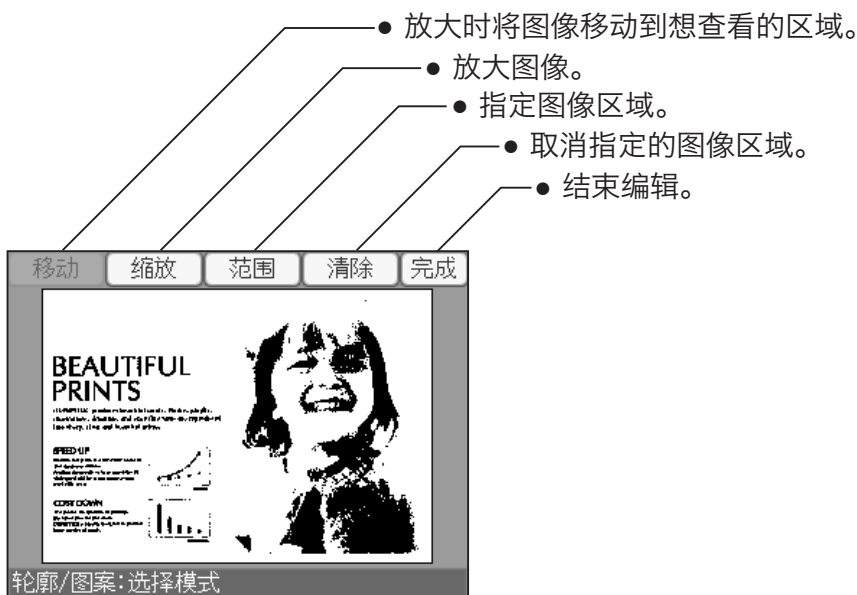 ● 放大时将图像移动到想查看的区域。
● 放大图像。
● 指定图像区域。
● 取消指定的图像区域。
● 结束编辑。
移动 缩放 范围 清除 完成
BEAUTIFUL
PRINTS
SPEED UP
COST DOWN
轮廓/图案:选择模式